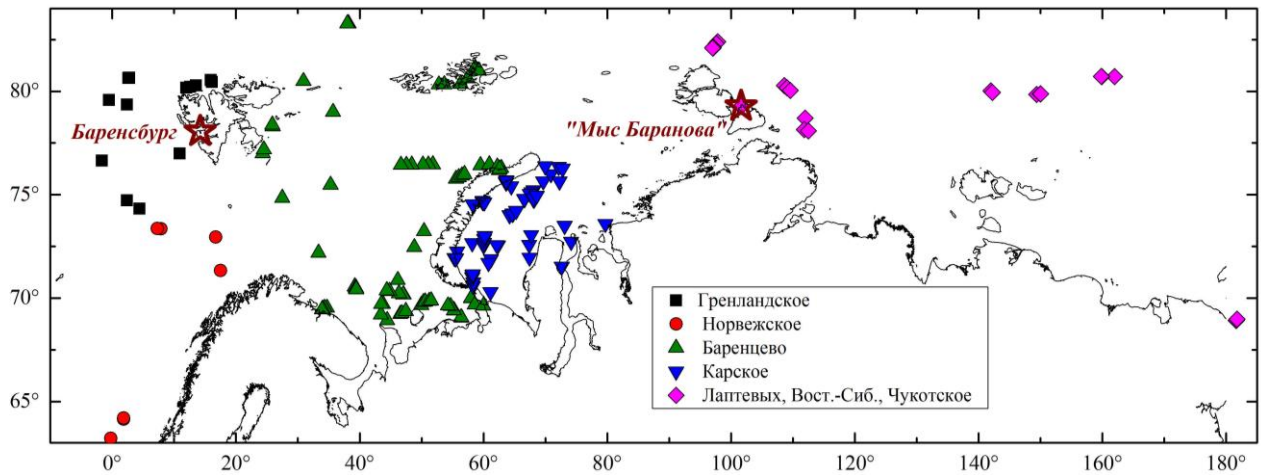 80°
75°
70°
65°
Баренсбург
"Мыс Баранова"
Гренландское
Норвежское
Баренцево
Карское
Лаптевых, Вост.-Сиб., Чукотское
0° 20° 40° 60° 80° 100° 120° 140° 160° 180°